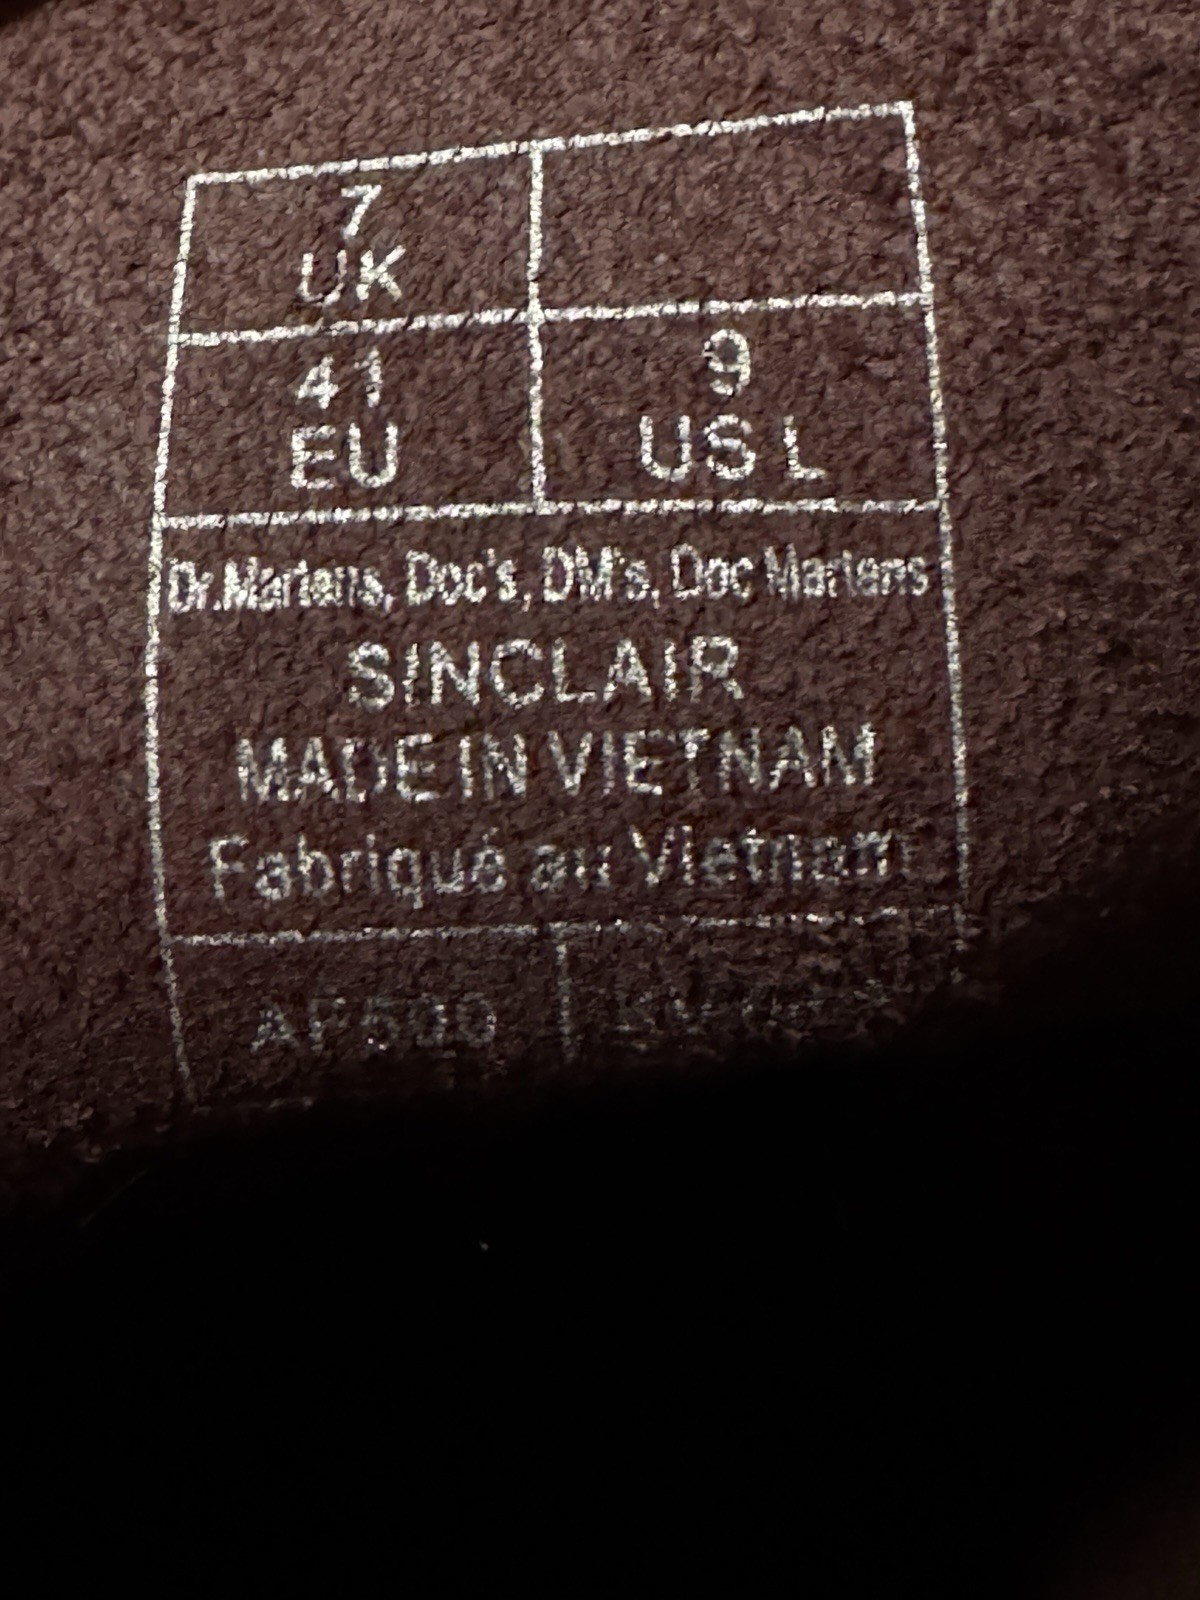 7
UK
41
EU
9
US L
Dr.Martens, Doc's, DM's, Doc Martens
SINCLAIR
MADE IN VIETNAM
Fabriqué au Vietnam
AF500